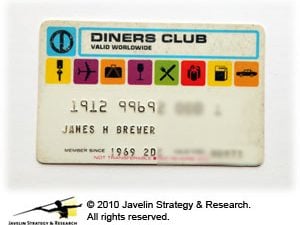 DINERS CLUB
VALID WORLDWIDE
1912 9969
JAMES H BREWER
MEMBER SINCE 1969 20
NOT TRANSFERABLE
JAVELIN STRATEGY & RESEARCH
© 2010 Javelin Strategy & Research.
All rights reserved.